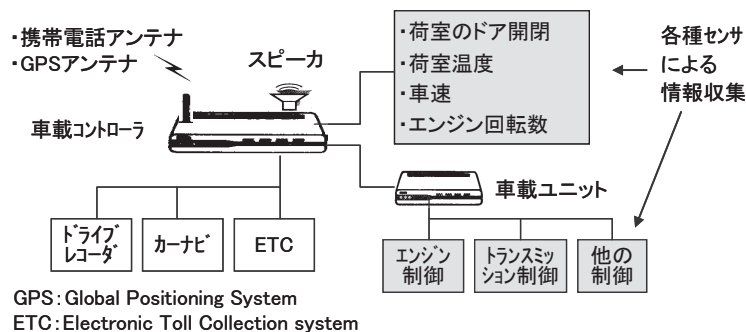 ・携帯電話アンテナ
・GPSアンテナ
スピーカ
車載コントローラ
・荷室のドア開閉
・荷室温度
・車速
・エンジン回転数
各種センサ
による
情報収集
車載ユニット
ドライブ
レコーダ
カーナビ
ETC
エンジン
制御
トランスミッ
ション制御
他の
制御
GPS：Global Positioning System
ETC：Electronic Toll Collection system